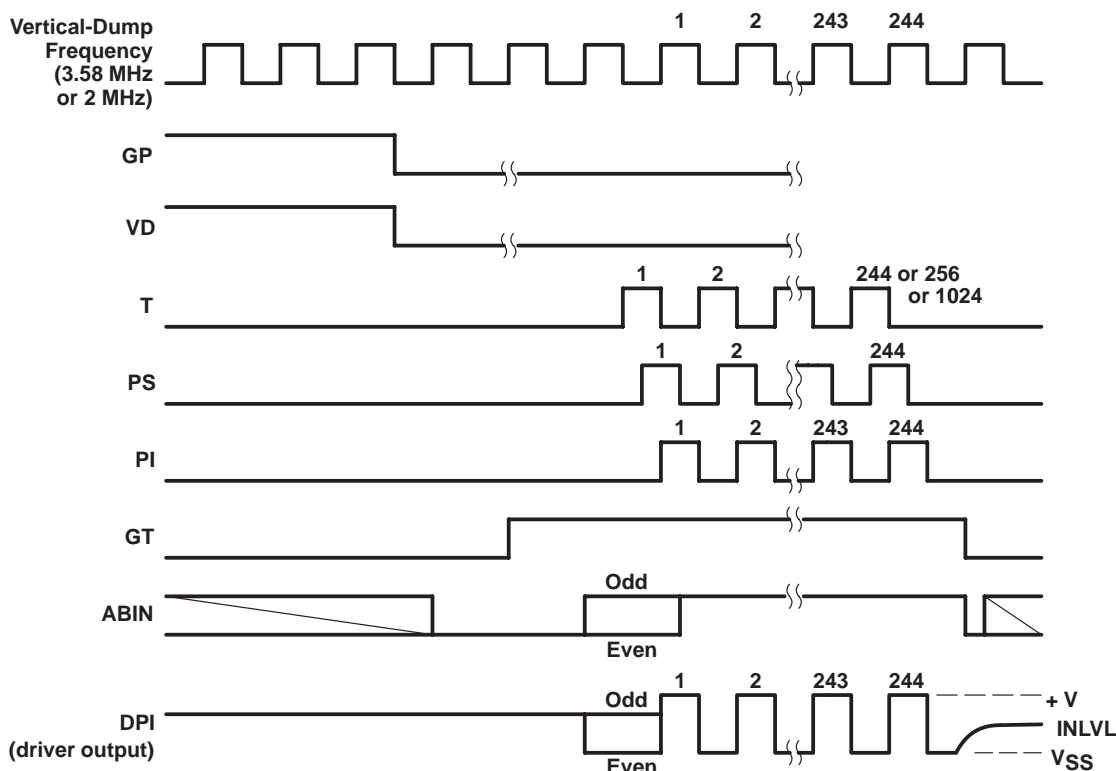 1 2 243 244
Vertical-Dump
Frequency
(3.58 MHz
or 2 MHz)
GP
VD
1 2 244 or 256
or 1024
T
1 2 244
PS
1 2 243 244
PI
GT
Odd
ABIN
Even
Odd 1 2 243 244
+ V
DPI
(driver output)
INLVL
Even
VSS